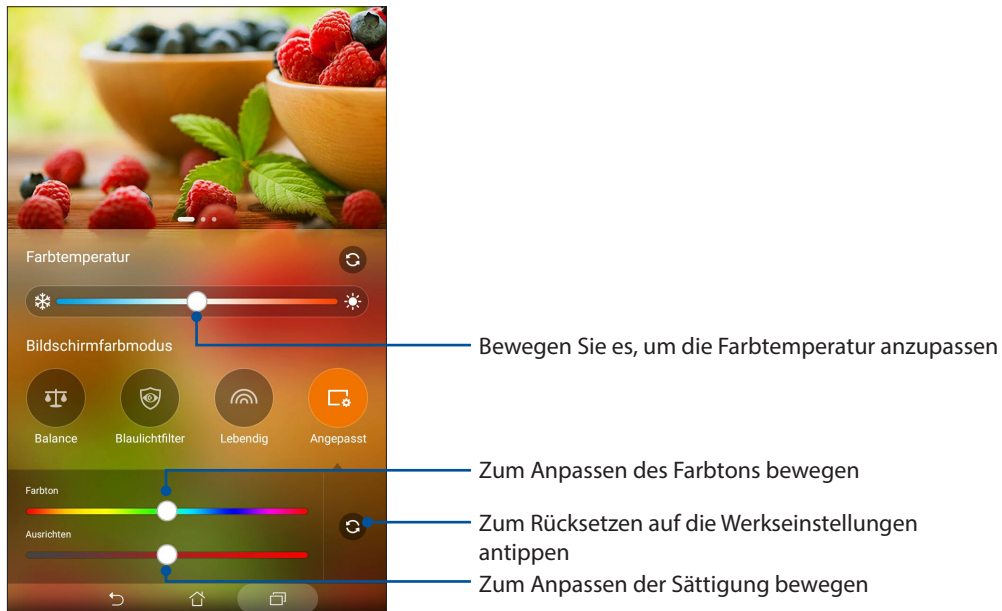 Farbtemperatur
Bewegen Sie es, um die Farbtemperatur anzupassen
Bildschirmfarbmodus
Balance
Blaulichtfilter
Lebendig
Angepasst
Zum Anpassen des Farbtons bewegen
Farbton
Zum Rücksetzen auf die Werkseinstellungen
antippen
Ausrichten
Zum Anpassen der Sättigung bewegen